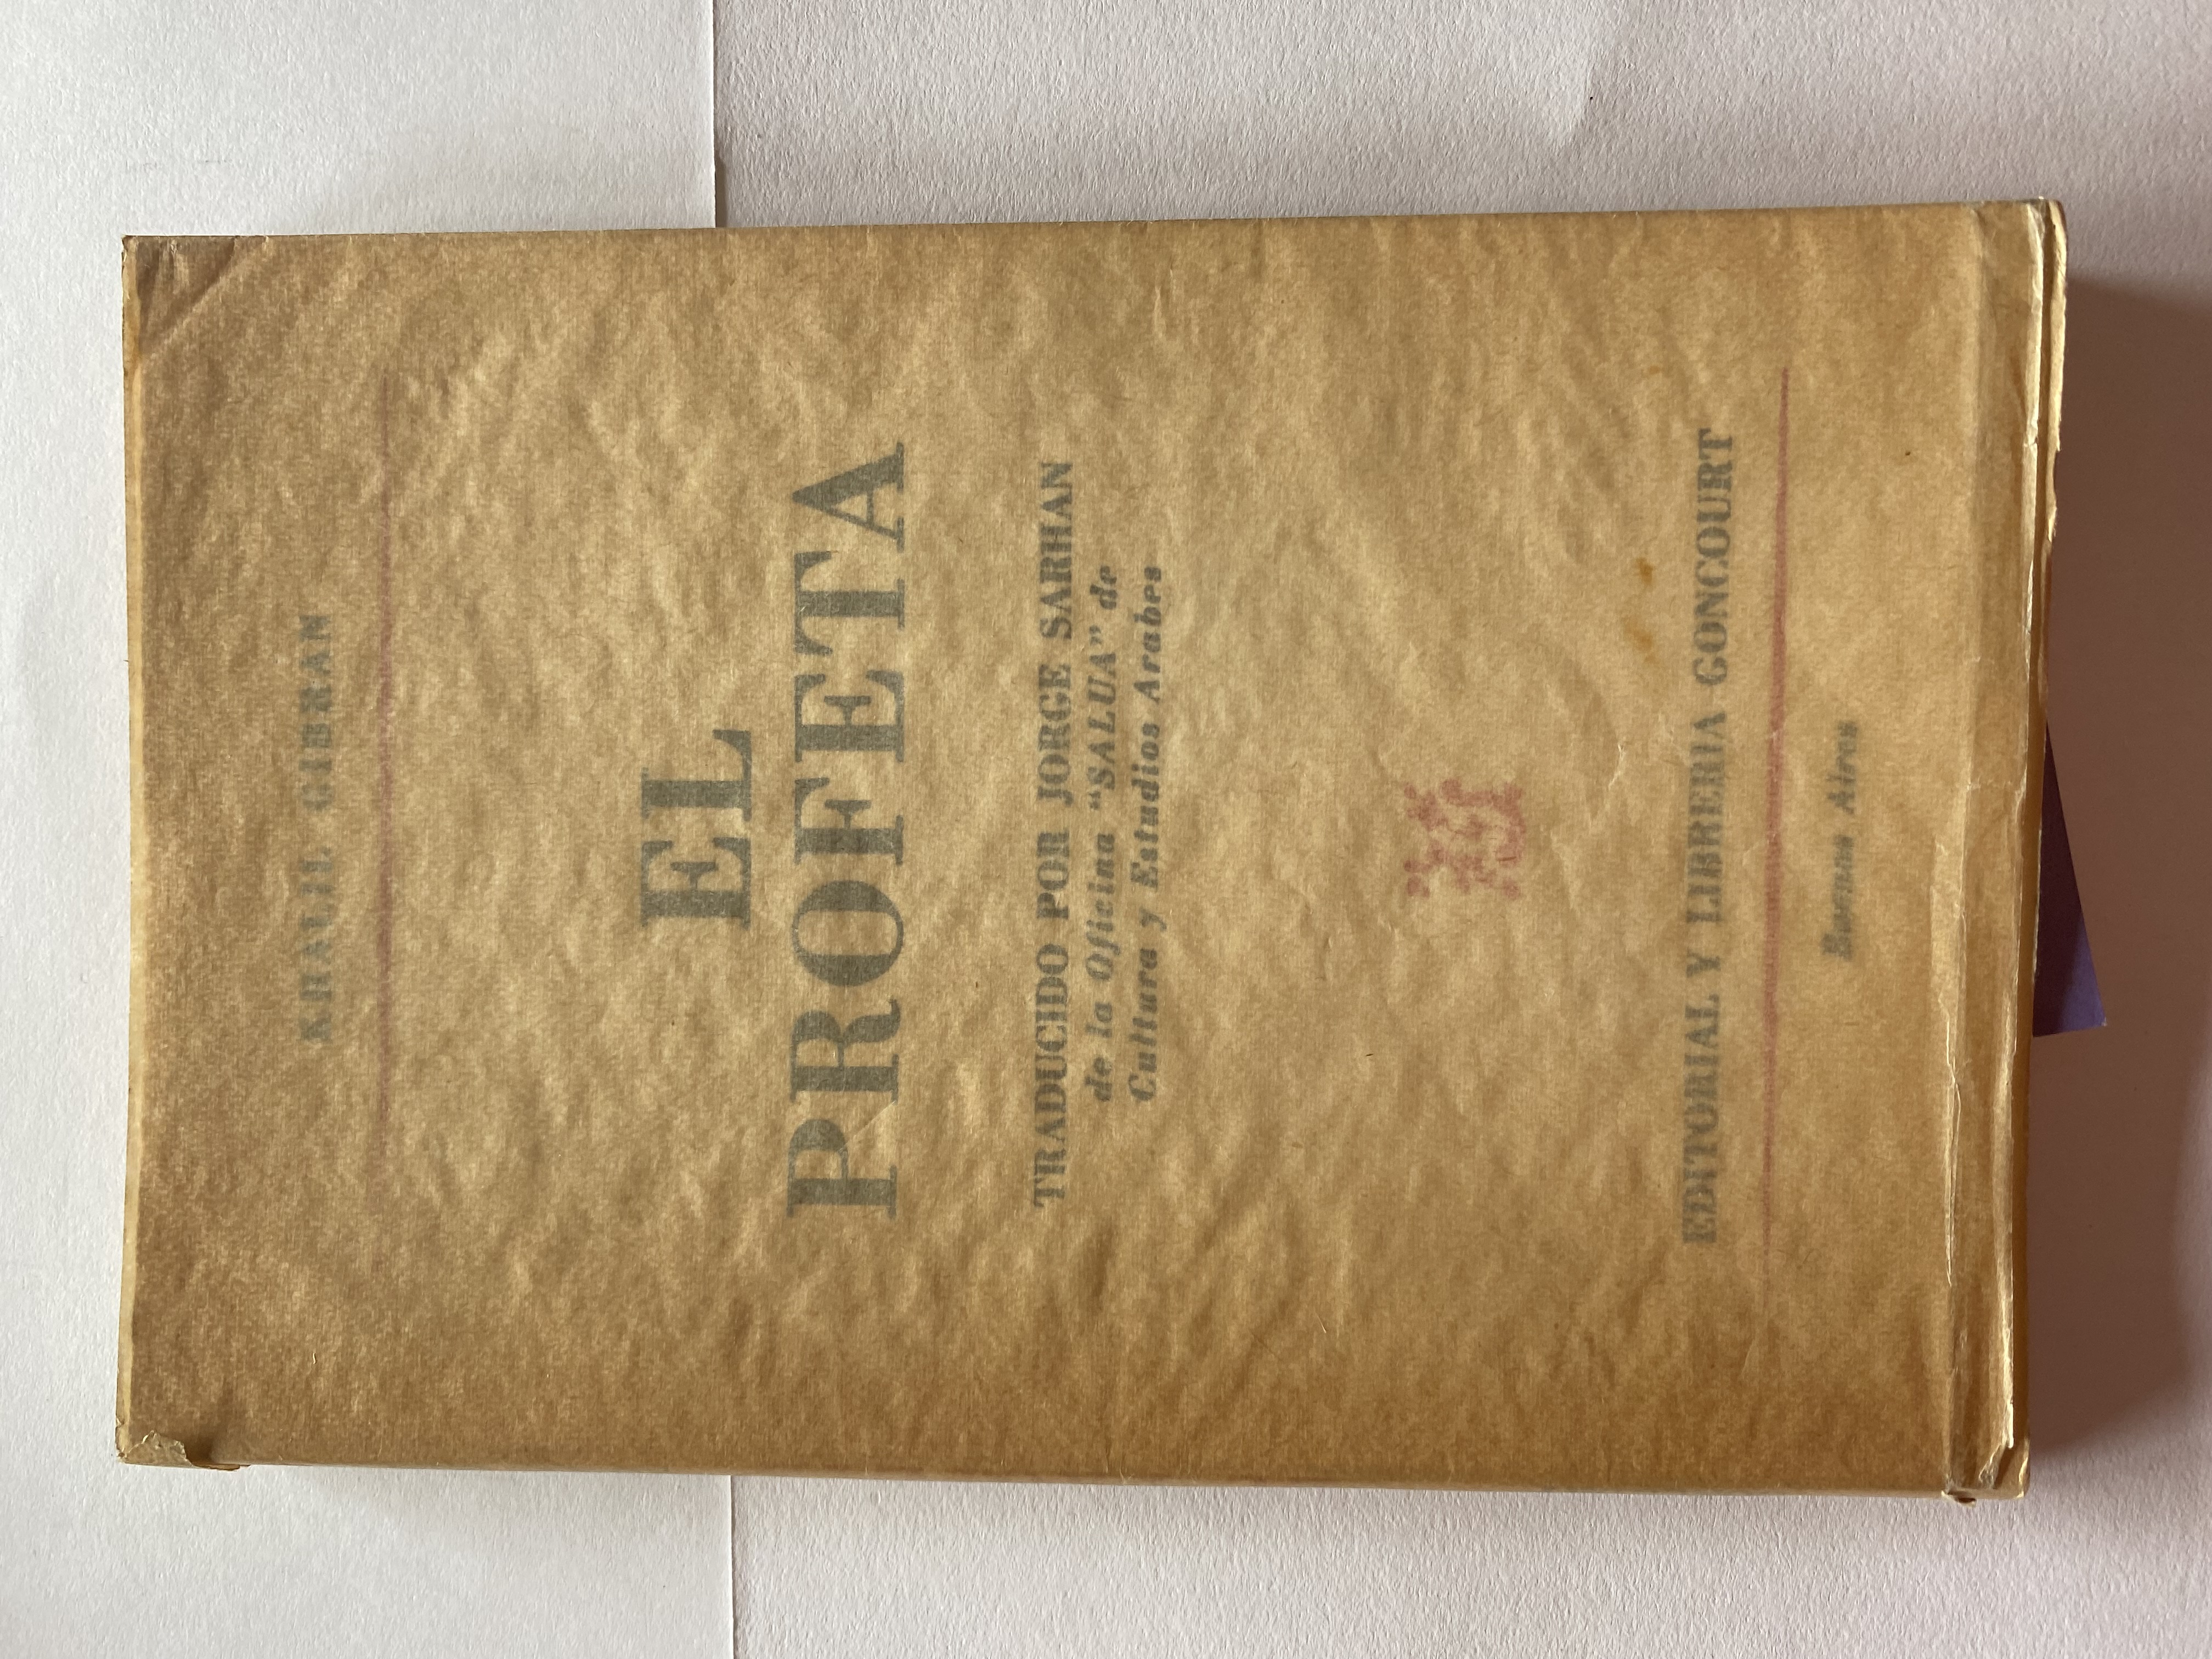 KHALIL GIBRAN
EL
PROFETA
TRADUCIDO POR JORGE SARHAN
de la Oficina "SALUA" de
Cultura y Estudios Arabes
EDITORIAL Y LIBRERIA GONCOURT
Buenos Aires